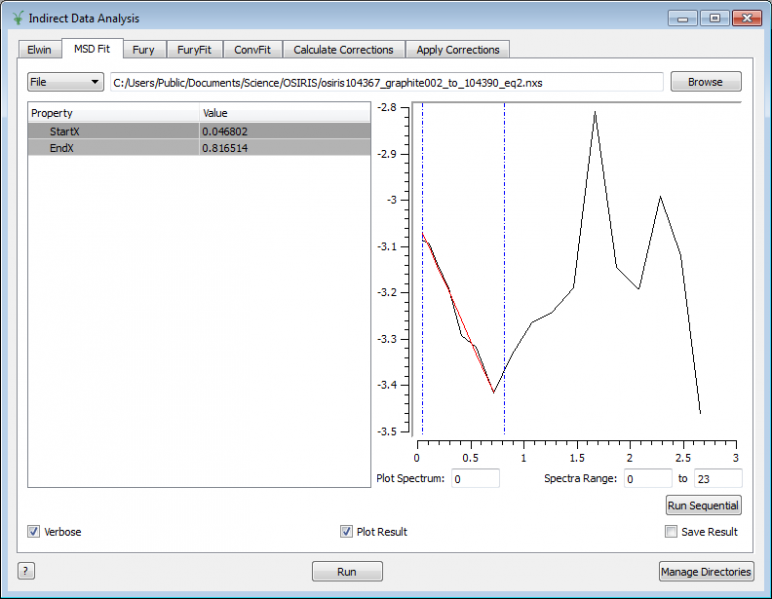 Indirect Data Analysis
Elwin MSD Fit Fury FuryFit ConvFit Calculate Corrections Apply Corrections
File C:/Users/Public/Documents/Science/OSIRIS/osiris104367_graphite002_to_104390_eq2.nxs Browse
Property Value
StartX 0.046802
EndX 0.816514
-2.8
-2.9
-3
-3.1
-3.2
-3.3
-3.4
-3.5
0 0.5 1 1.5 2 2.5 3
Plot Spectrum: 0 Spectra Range: 0 to 23
Run Sequential
Verbose Plot Result Save Result
? Run Manage Directories